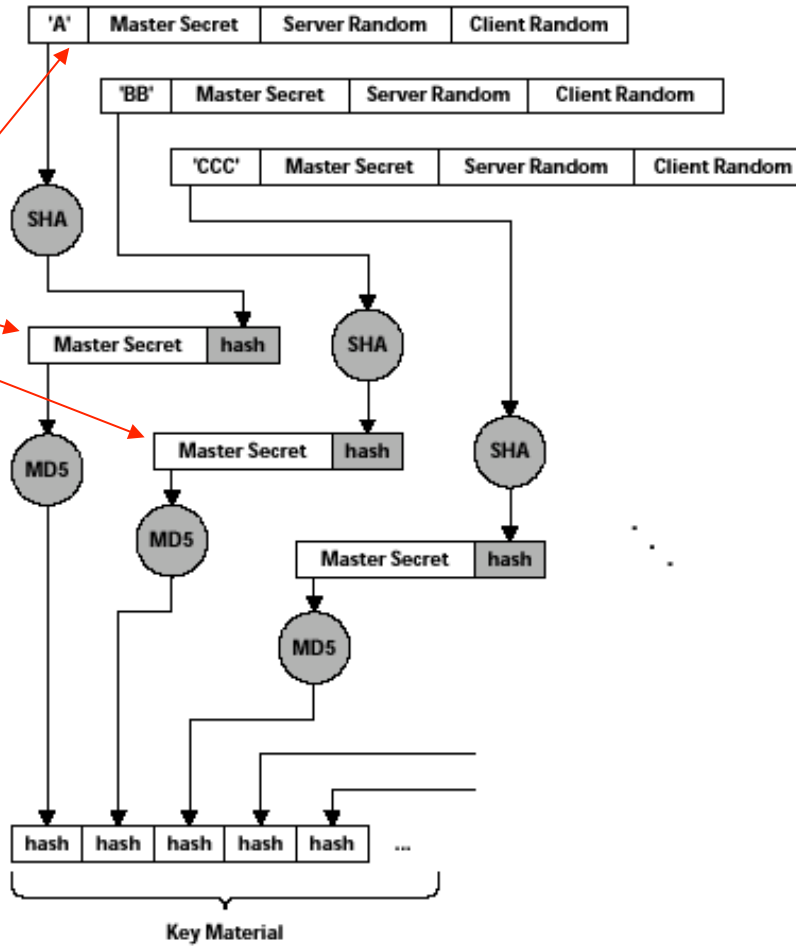 'A' Master Secret Server Random Client Random
'BB' Master Secret Server Random Client Random
'CCC' Master Secret Server Random Client Random
SHA
Master Secret hash
SHA
Master Secret hash
SHA
MD5
MD5
Master Secret hash
MD5
hash hash hash hash hash ...
Key Material